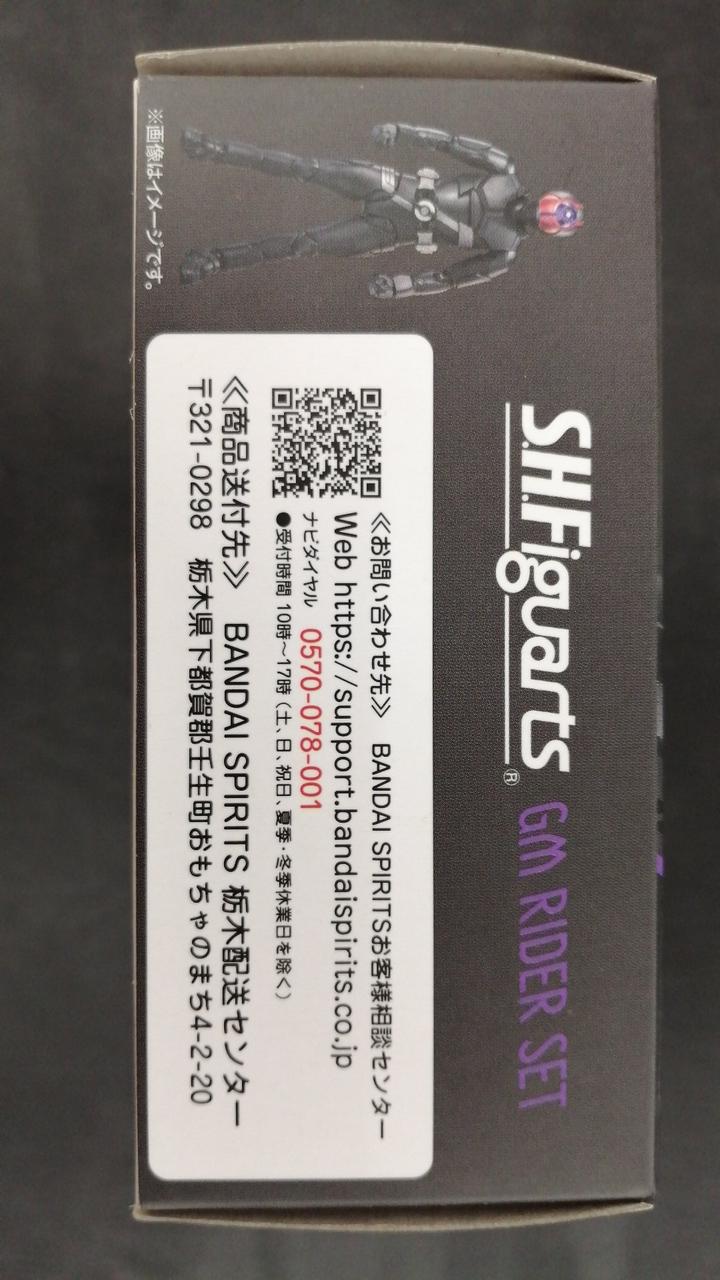 S.H.Figuarts® GM RIDER SET
≪お問い合わせ先≫ BANDAI SPIRITSお客様相談センター
Web https://support.bandaispirits.co.jp
ナビダイヤル 0570-078-001
●受付時間 10時～17時（土、日、祝日、夏季・冬季休業日を除く）
≪商品送付先≫ BANDAI SPIRITS 栃木配送センター
〒321-0298 栃木県下都賀郡壬生町おもちゃのまち4-2-20
※画像はイメージです。